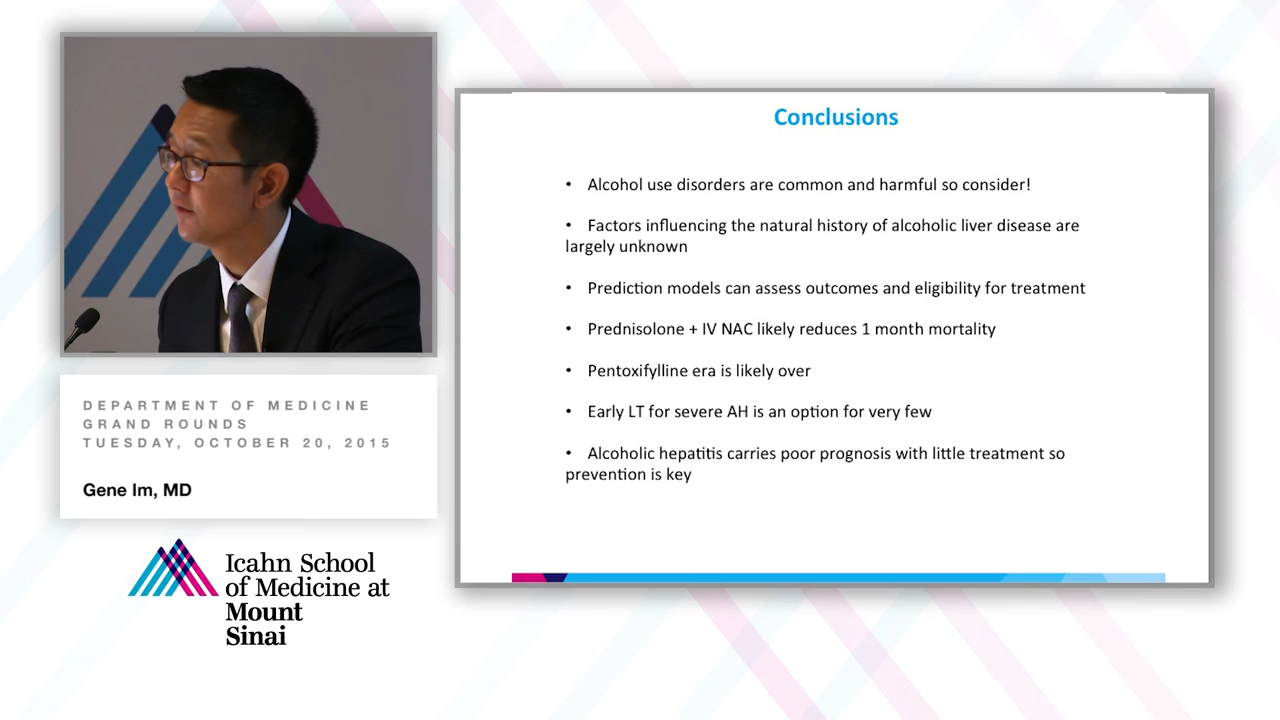 DEPARTMENT OF MEDICINE
GRAND ROUNDS
TUESDAY, OCTOBER 20, 2015
Gene Im, MD
Icahn School
of Medicine at
Mount
Sinai
Conclusions
• Alcohol use disorders are common and harmful so consider!
• Factors influencing the natural history of alcoholic liver disease are
largely unknown
• Prediction models can assess outcomes and eligibility for treatment
• Prednisolone + IV NAC likely reduces 1 month mortality
• Pentoxifylline era is likely over
• Early LT for severe AH is an option for very few
• Alcoholic hepatitis carries poor prognosis with little treatment so
prevention is key